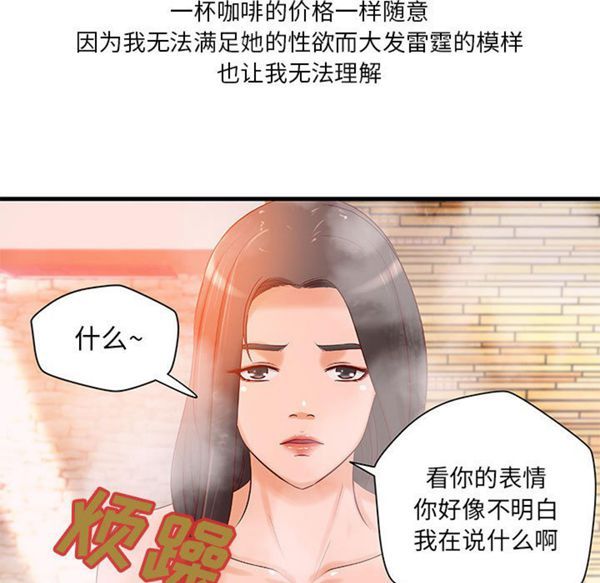 一杯咖啡的价格一样随意
因为我无法满足她的性欲而大发雷霆的模样
也让我无法理解
什么~
看你的表情
你好像不明白
我在说什么啊
烦躁